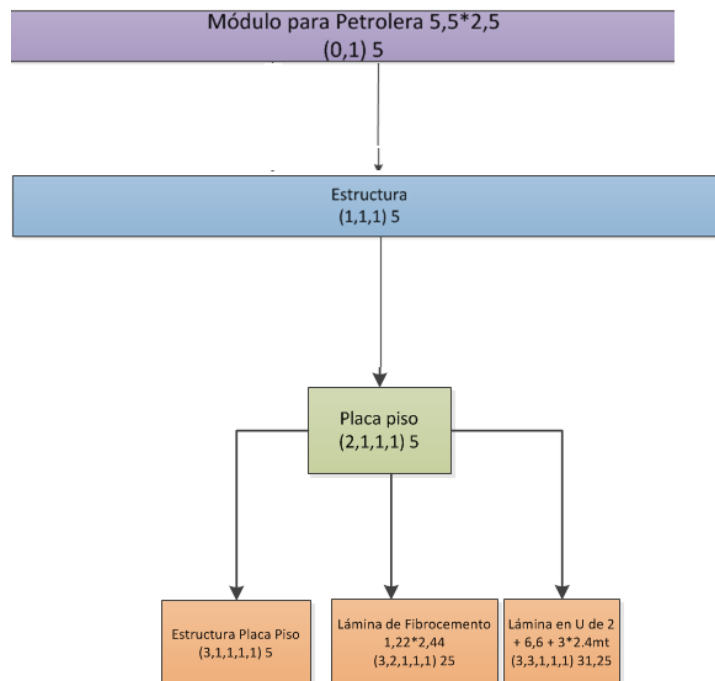 Módulo para Petrolera 5,5*2,5
(0,1) 5
Estructura
(1,1,1) 5
Placa piso
(2,1,1,1) 5
Estructura Placa Piso
(3,1,1,1,1) 5
Lámina de Fibrocemento
1,22*2,44
(3,2,1,1,1) 25
Lámina en U de 2
+ 6,6 + 3*2.4mt
(3,3,1,1,1) 31,25